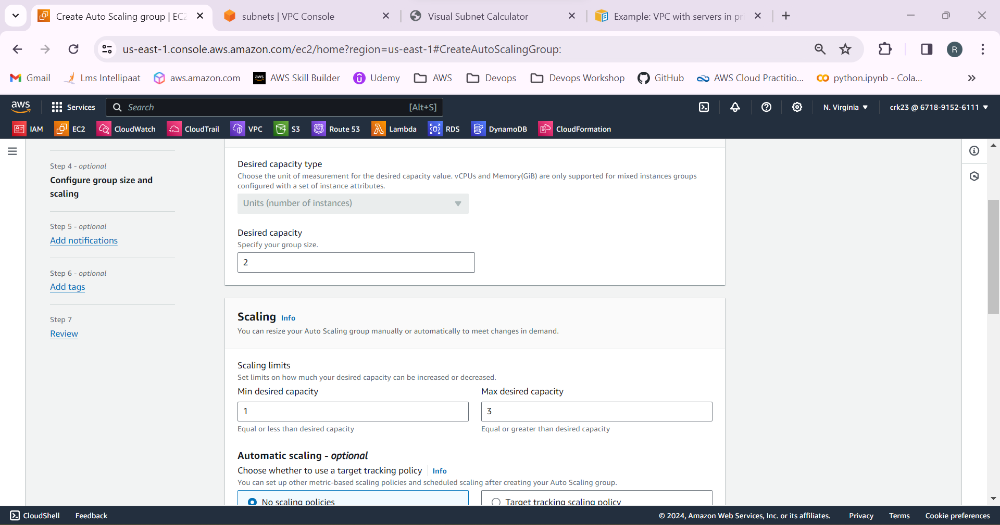 Create Auto Scaling group | EC2
subnets | VPC Console
Visual Subnet Calculator
Example: VPC with servers in pri
us-east-1.console.aws.amazon.com/ec2/home?region=us-east-1#CreateAutoScalingGroup:
R
Gmail
Lms Intellipaat
aws.amazon.com
aws
AWS Skill Builder
Udemy
AWS
Devops
Devops Workshop
GitHub
AWS Cloud Practitio...
python.ipynb - Cola...
aws
Services
Search
[Alt+S]
N. Virginia
crk23 @ 6718-9152-6111
IAM
EC2
CloudWatch
CloudTrail
VPC
S3
Route 53
Lambda
RDS
DynamoDB
CloudFormation
Step 4 - optional
Configure group size and
scaling
Step 5 - optional
Add notifications
Step 6 - optional
Add tags
Step 7
Review
Desired capacity type
Choose the unit of measurement for the desired capacity value. vCPUs and Memory(GiB) are only supported for mixed instances groups
configured with a set of instance attributes.
Units (number of instances)
Desired capacity
Specify your group size.
2
Scaling Info
You can resize your Auto Scaling group manually or automatically to meet changes in demand.
Scaling limits
Set limits on how much your desired capacity can be increased or decreased.
Min desired capacity
Max desired capacity
1
3
Equal or less than desired capacity
Equal or greater than desired capacity
Automatic scaling - optional
Choose whether to use a target tracking policy Info
You can set up other metric-based scaling policies and scheduled scaling after creating your Auto Scaling group.
No scaling policies
Target tracking scaling policy
CloudShell
Feedback
© 2024, Amazon Web Services, Inc. or its affiliates.
Privacy
Terms
Cookie preferences